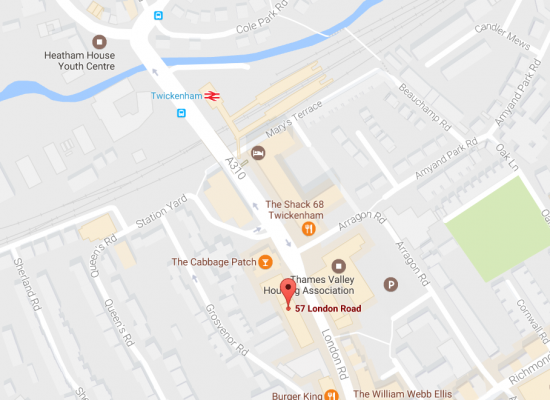 Cole Park Rd
Candler Mews
Heatham House
Youth Centre
Twickenham
Beauchamp Rd
Amyand Park Rd
Mary's Terrace
A310
Oak Ln
Amyand Park Rd
The Shack 68
Twickenham
Station Yard
Arragon Rd
Queen's Rd
The Cabbage Patch
Thames Valley
Housing Association
Arragon Rd
P
Sherland Rd
Queen's Rd
Grosvenor Rd
57 London Road
Cornwall Rd
London Rd
Richmond
Burger King
The William Webb Ellis